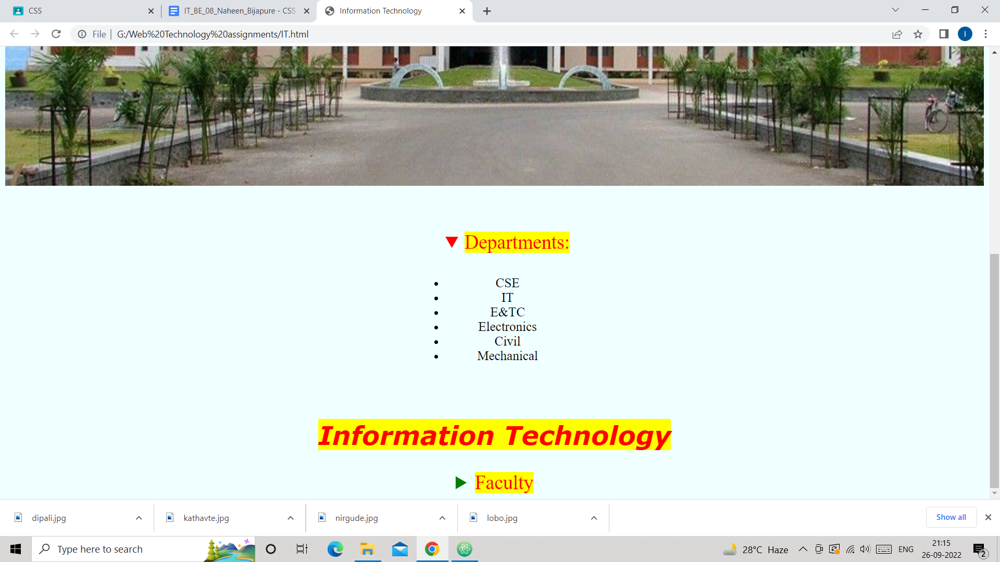 CSS
IT_BE_08_Naheen_Bijapure - CSS
Information Technology
File
G:/Web%20Technology%20assignments/IT.html
I
Departments:
CSE
IT
E&TC
Electronics
Civil
Mechanical
Information Technology
Faculty
dipali.jpg
kathavte.jpg
nirgude.jpg
lobo.jpg
Show all
Type here to search
28°C Haze
ENG
21:15
26-09-2022
2